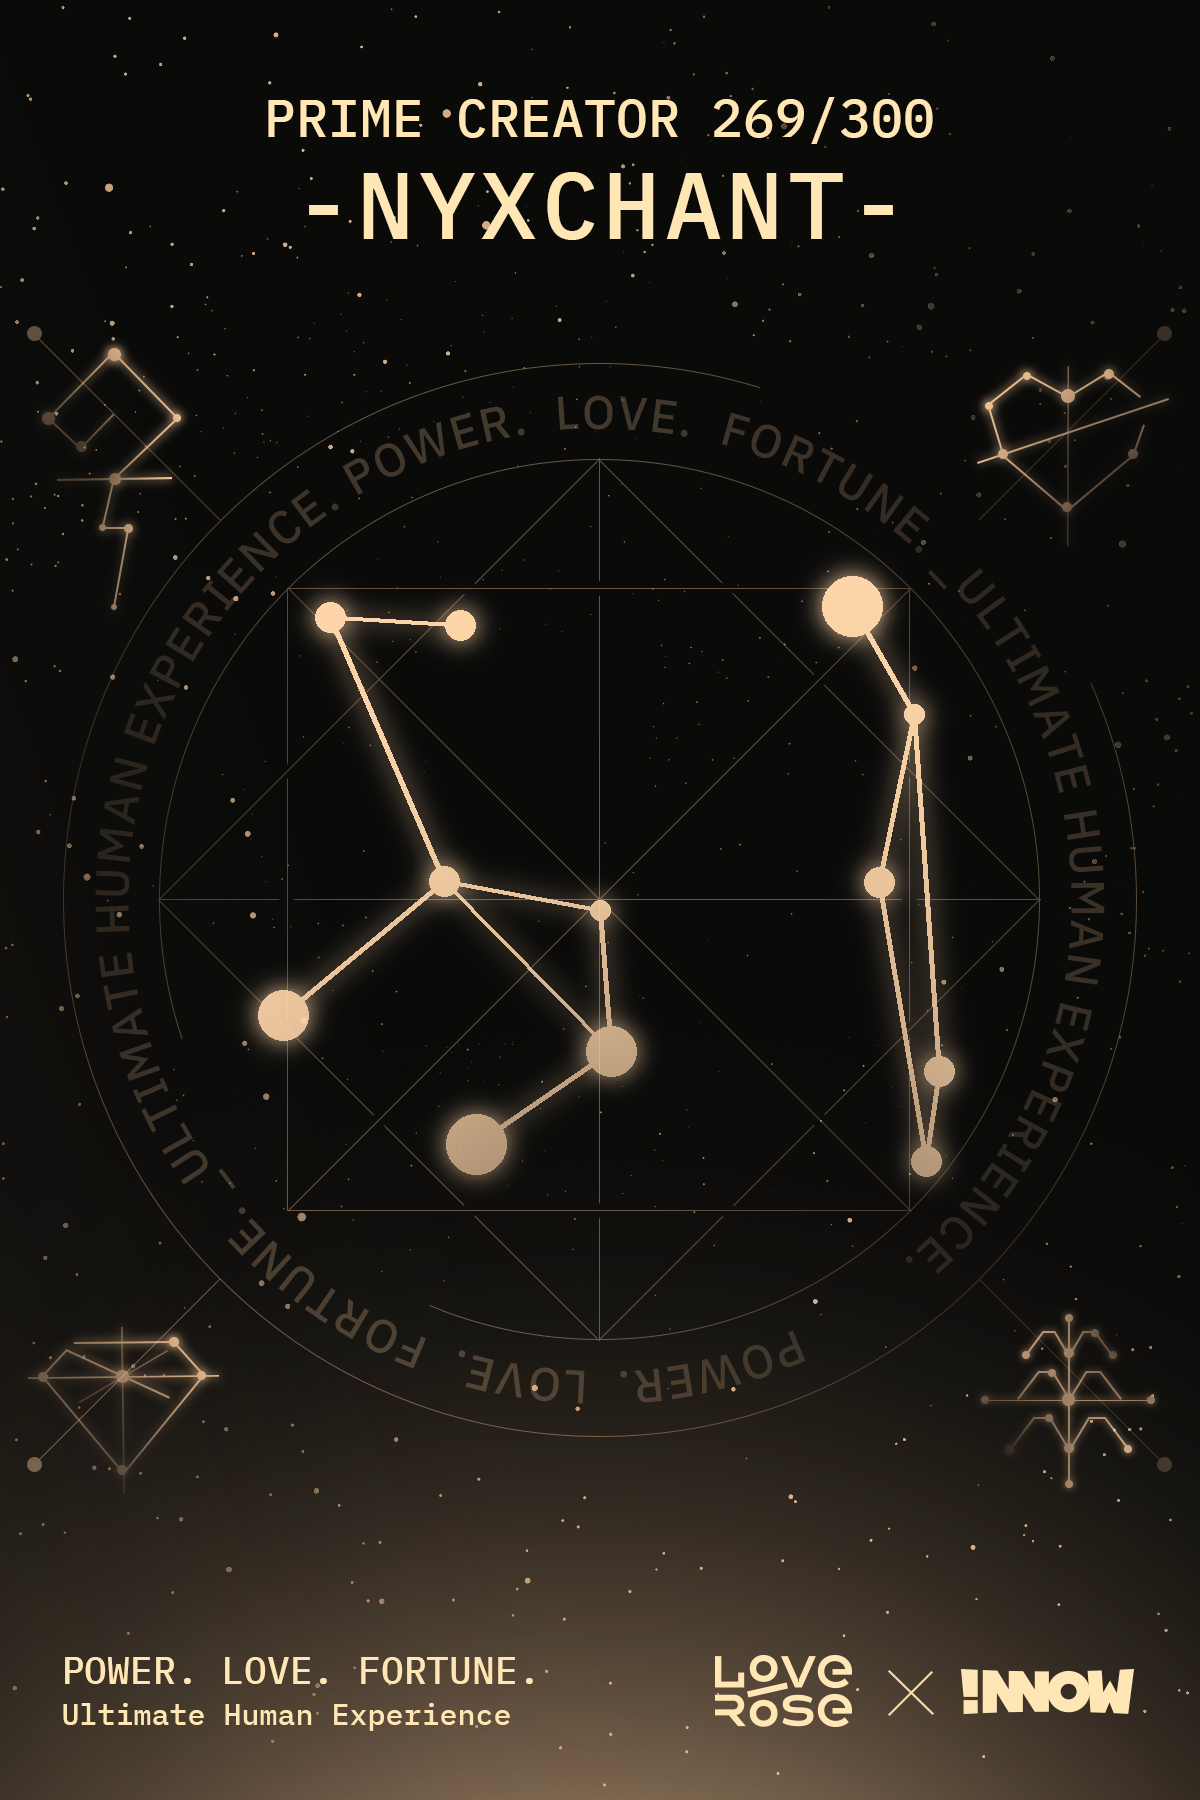 PRIME CREATOR 269/300
-NYXCHANT-
POWER. LOVE. FORTUNE. – ULTIMATE HUMAN EXPERIENCE.
POWER. LOVE. FORTUNE. – ULTIMATE HUMAN EXPERIENCE.
POWER. LOVE. FORTUNE.
Ultimate Human Experience
LOVE
ROSE
!NNOW